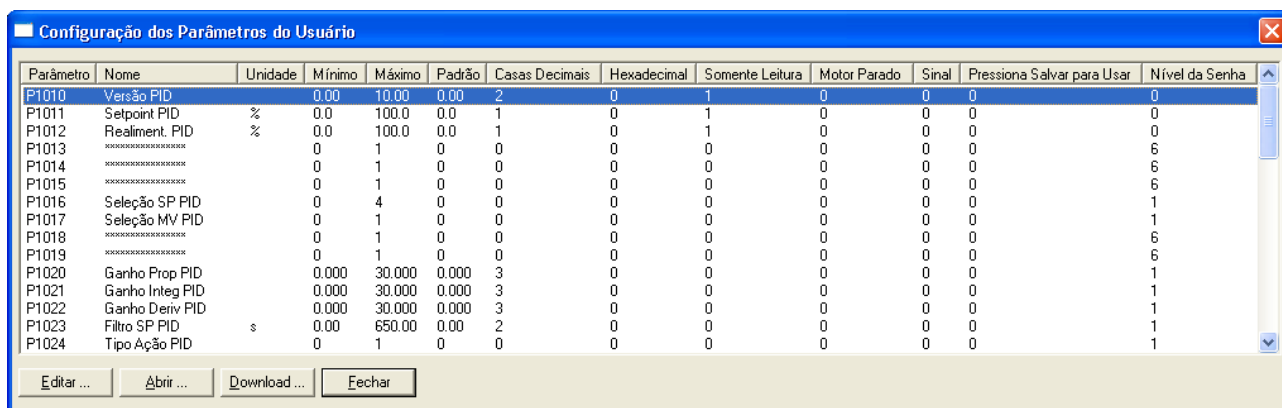 Configuração dos Parâmetros do Usuário
Parâmetro Nome Unidade Mínimo Máximo Padrão Casas Decimais Hexadecimal Somente Leitura Motor Parado Sinal Pressiona Salvar para Usar Nível da Senha
P1010 Versão PID 0.00 10.00 0.00 2 0 1 0 0 0 0
P1011 Setpoint PID % 0.0 100.0 0.0 1 0 1 0 0 0 0
P1012 Realiment. PID % 0.0 100.0 0.0 1 0 1 0 0 0 0
P1013 **************** 0 1 0 0 0 0 0 0 0 6
P1014 **************** 0 1 0 0 0 0 0 0 0 6
P1015 **************** 0 1 0 0 0 0 0 0 0 6
P1016 Seleção SP PID 0 4 0 0 0 0 0 0 0 1
P1017 Seleção MV PID 0 1 0 0 0 0 0 0 0 1
P1018 **************** 0 1 0 0 0 0 0 0 0 6
P1019 **************** 0 1 0 0 0 0 0 0 0 6
P1020 Ganho Prop PID 0.000 30.000 0.000 3 0 0 0 0 0 1
P1021 Ganho Integ PID 0.000 30.000 0.000 3 0 0 0 0 0 1
P1022 Ganho Deriv PID 0.000 30.000 0.000 3 0 0 0 0 0 1
P1023 Filtro SP PID s 0.00 650.00 0.00 2 0 0 0 0 0 1
P1024 Tipo Ação PID 0 1 0 0 0 0 0 0 0 1
Editar ... Abrir ... Download ... Fechar